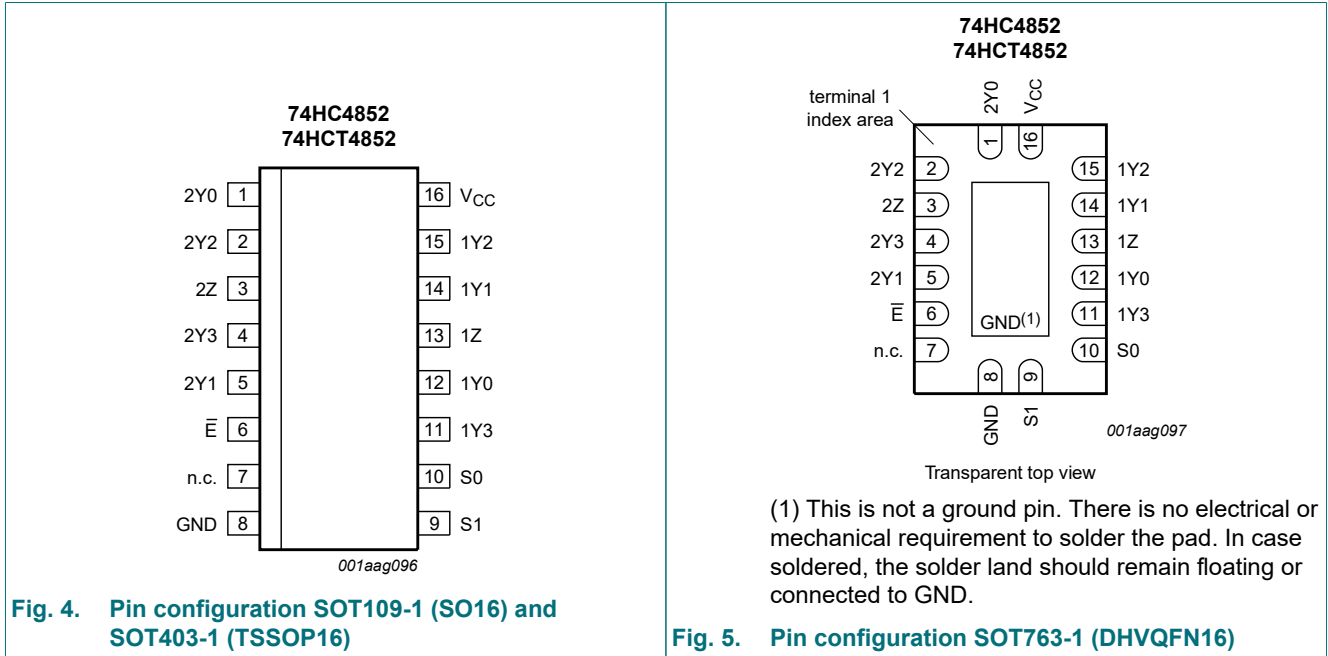 74HC4852
74HCT4852
2Y0 1
16 VCC
2Y2 2
15 1Y2
2Z 3
14 1Y1
2Y3 4
13 1Z
2Y1 5
12 1Y0
E̅ 6
11 1Y3
n.c. 7
10 S0
GND 8
9 S1
001aag096
Fig. 4. Pin configuration SOT109-1 (SO16) and
SOT403-1 (TSSOP16)
74HC4852
74HCT4852
terminal 1
index area
2Y0
VCC
1
16
2Y2 2
15 1Y2
2Z 3
14 1Y1
2Y3 4
13 1Z
2Y1 5
12 1Y0
E̅ 6
11 1Y3
GND(1)
n.c. 7
10 S0
8
9
GND
S1
001aag097
Transparent top view
(1) This is not a ground pin. There is no electrical or
mechanical requirement to solder the pad. In case
soldered, the solder land should remain floating or
connected to GND.
Fig. 5. Pin configuration SOT763-1 (DHVQFN16)